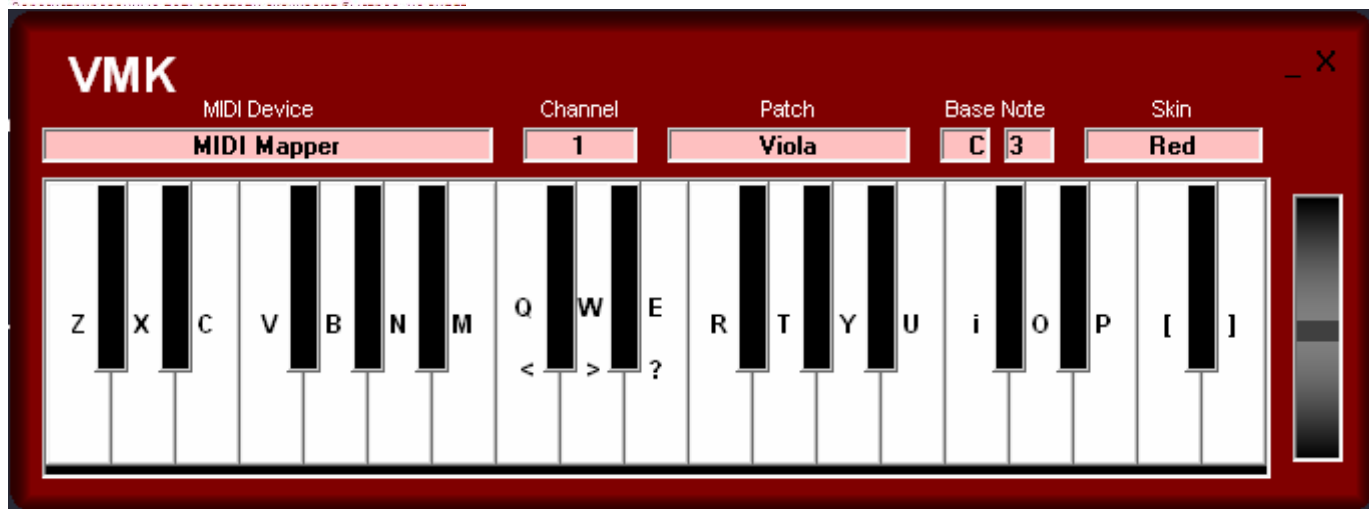 VMK
_ X
MIDI Device Channel Patch Base Note Skin
MIDI Mapper 1 Viola C 3 Red
Q W E
Z X C V B N M R T Y U i O P [ ]
< > ?